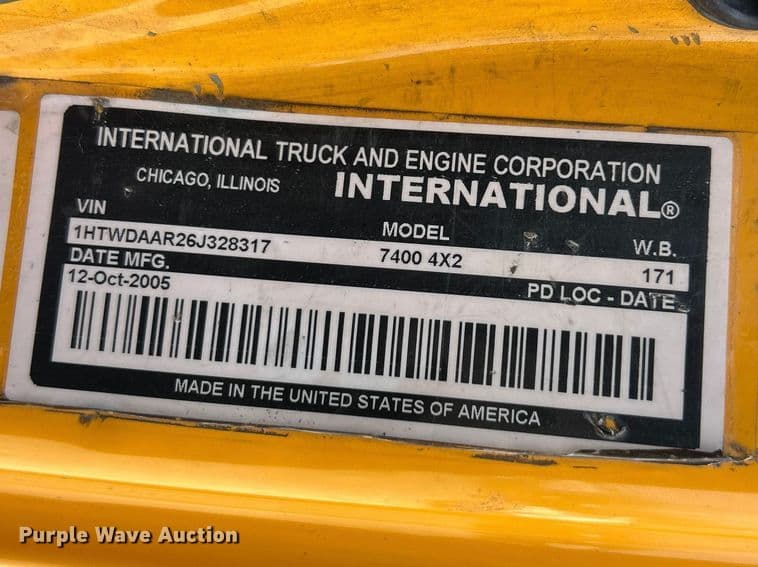 INTERNATIONAL TRUCK AND ENGINE CORPORATION
CHICAGO, ILLINOIS INTERNATIONAL®
VIN MODEL W.B.
1HTWDAAR26J328317 7400 4X2 171
DATE MFG. PD LOC - DATE
12-Oct-2005
MADE IN THE UNITED STATES OF AMERICA
Purple Wave Auction